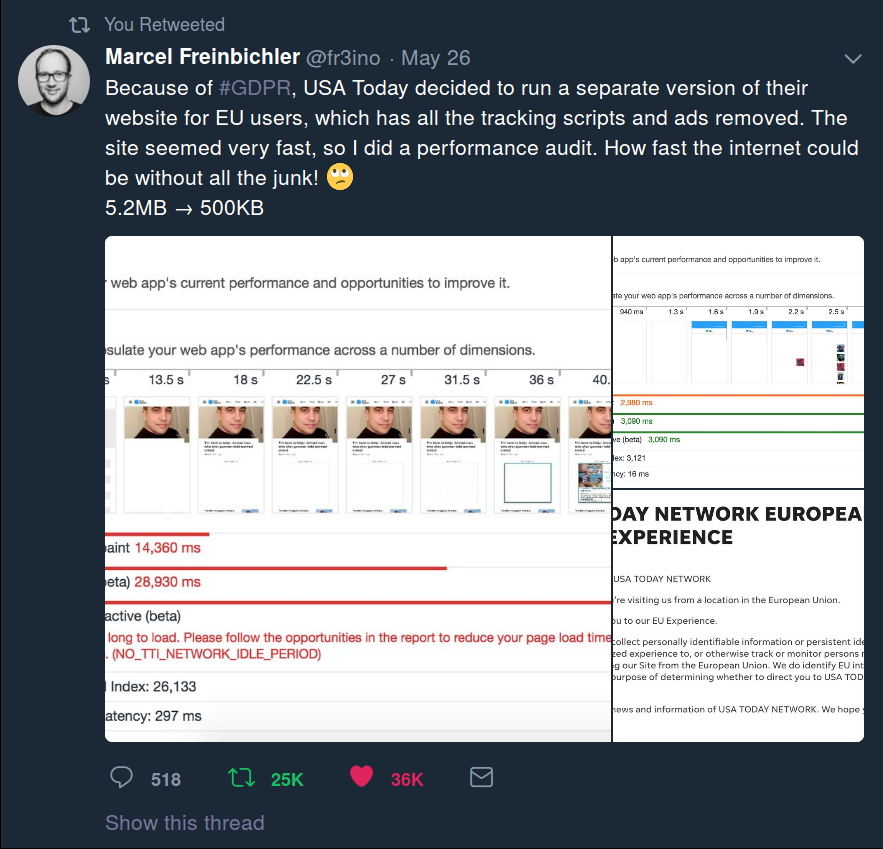 You Retweeted
Marcel Freinbichler @fr3ino · May 26
Because of #GDPR, USA Today decided to run a separate version of their
website for EU users, which has all the tracking scripts and ads removed. The
site seemed very fast, so I did a performance audit. How fast the internet could
be without all the junk! 🙄
5.2MB → 500KB
web app's current performance and opportunities to improve it.
sulate your web app's performance across a number of dimensions.
s 13.5 s 18 s 22.5 s 27 s 31.5 s 36 s 40.
aint 14,360 ms
eta) 28,930 ms
active (beta)
long to load. Please follow the opportunities in the report to reduce your page load time
. (NO_TTI_NETWORK_IDLE_PERIOD)
Index: 26,133
atency: 297 ms
b app's current performance and opportunities to improve it.
ate your web app's performance across a number of dimensions.
940 ms 1.3 s 1.6 s 1.9 s 2.2 s 2.5 s
2,980 ms
3,090 ms
ve (beta) 3,090 ms
ex: 3,121
ncy: 16 ms
DAY NETWORK EUROPEA
EXPERIENCE
USA TODAY NETWORK
're visiting us from a location in the European Union.
ou to our EU Experience.
collect personally identifiable information or persistent ide
zed experience to, or otherwise track or monitor persons r
g our Site from the European Union. We do identify EU int
purpose of determining whether to direct you to USA TOD
news and information of USA TODAY NETWORK. We hope
518 25K 36K
Show this thread